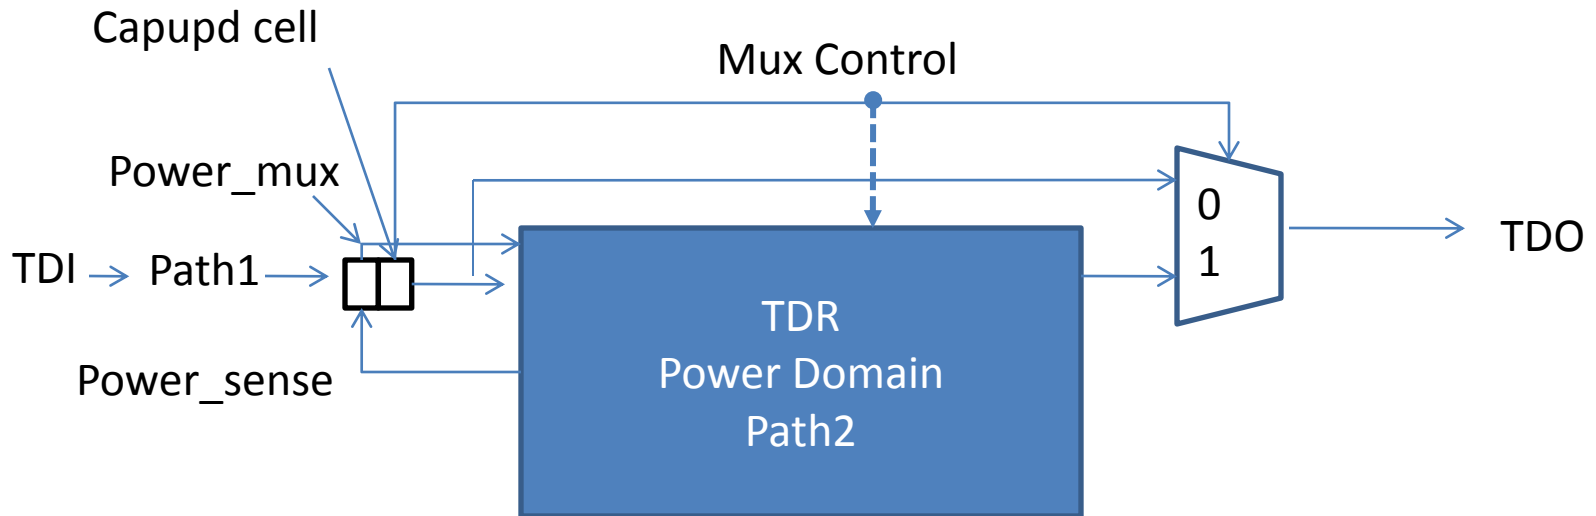 Capupd cell
Mux Control
Power_mux
TDI
Path1
Power_sense
TDR
Power Domain
Path2
0
1
TDO